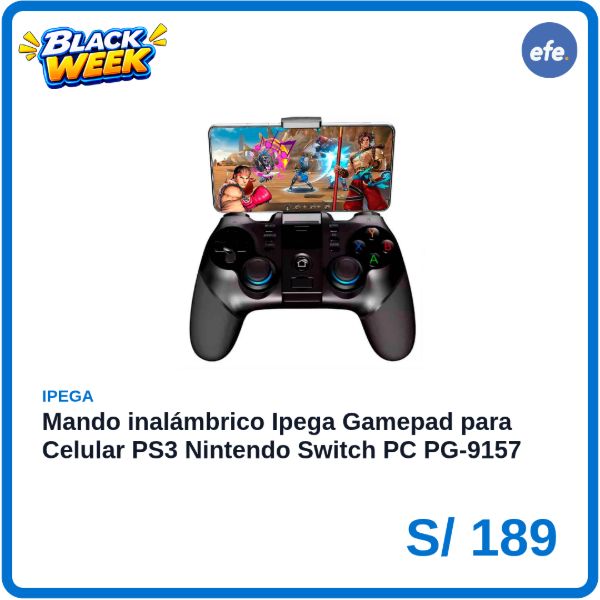 BLACK
WEEK
efe.
Y
X
B
A
IPEGA
Mando inalámbrico Ipega Gamepad para
Celular PS3 Nintendo Switch PC PG-9157
S/ 189